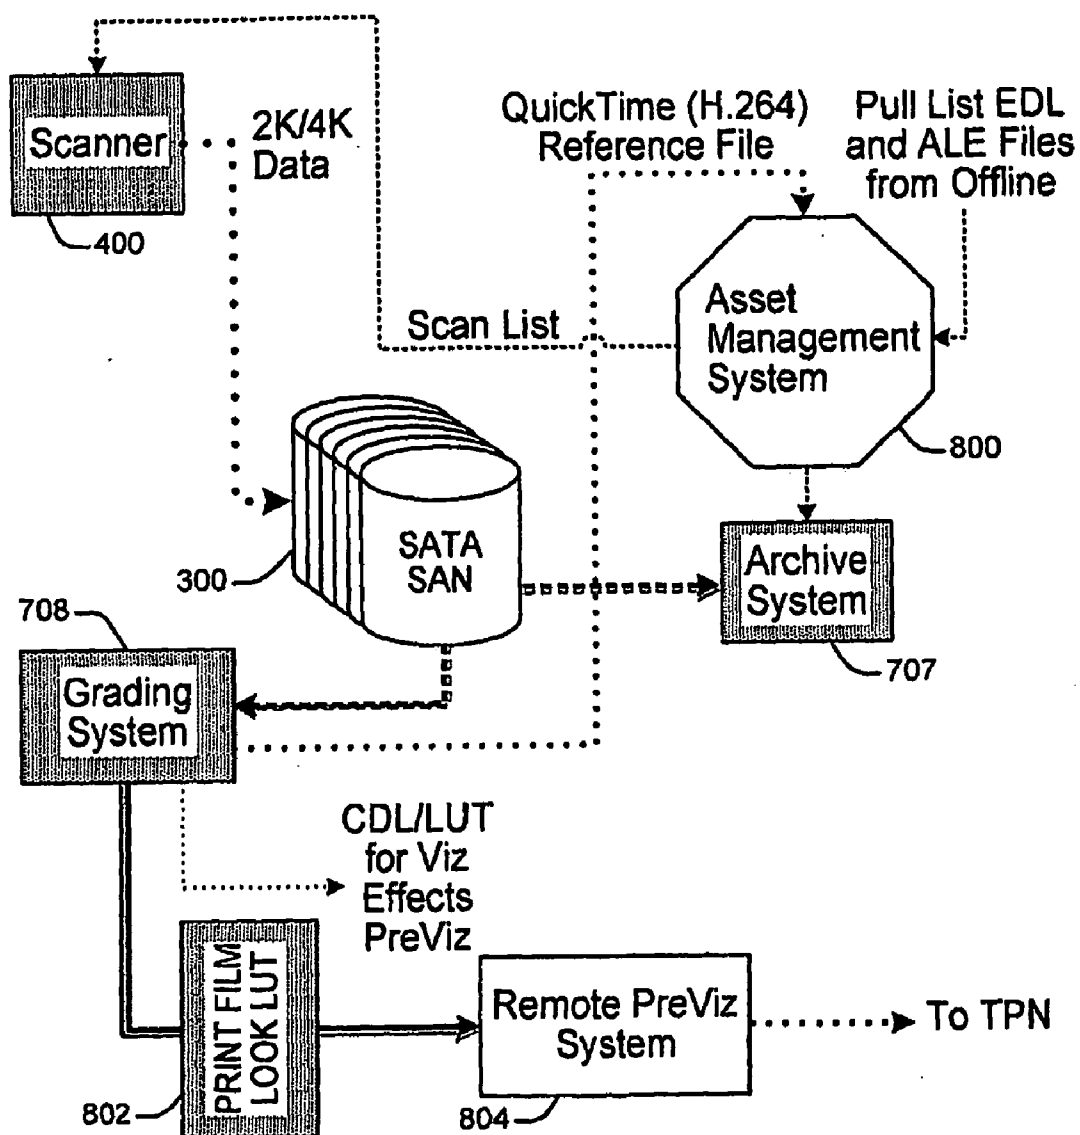 Scanner
400
2K/4K
Data
QuickTime (H.264)
Reference File
Pull List EDL
and ALE Files
from Offline
Scan List
Asset
Management
System
800
SATA
SAN
300
Archive
System
707
708
Grading
System
CDL/LUT
for Viz
Effects
PreViz
PRINT FILM
LOOK LUT
802
Remote PreViz
System
804
To TPN